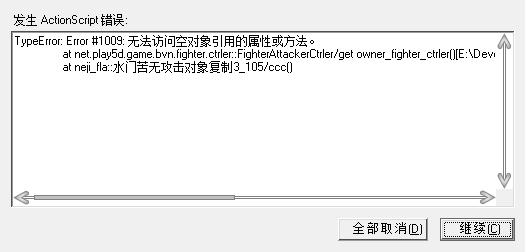 发生 ActionScript 错误:
TypeError: Error #1009: 无法访问空对象引用的属性或方法。
at net.play5d.game.bvn.fighter.ctrler::FighterAttackerCtrler/get owner_fighter_ctrler()[E:\Deve
at neji_fla::水门苦无攻击对象复制3_105/ccc()
全部取消(D) 继续(C)